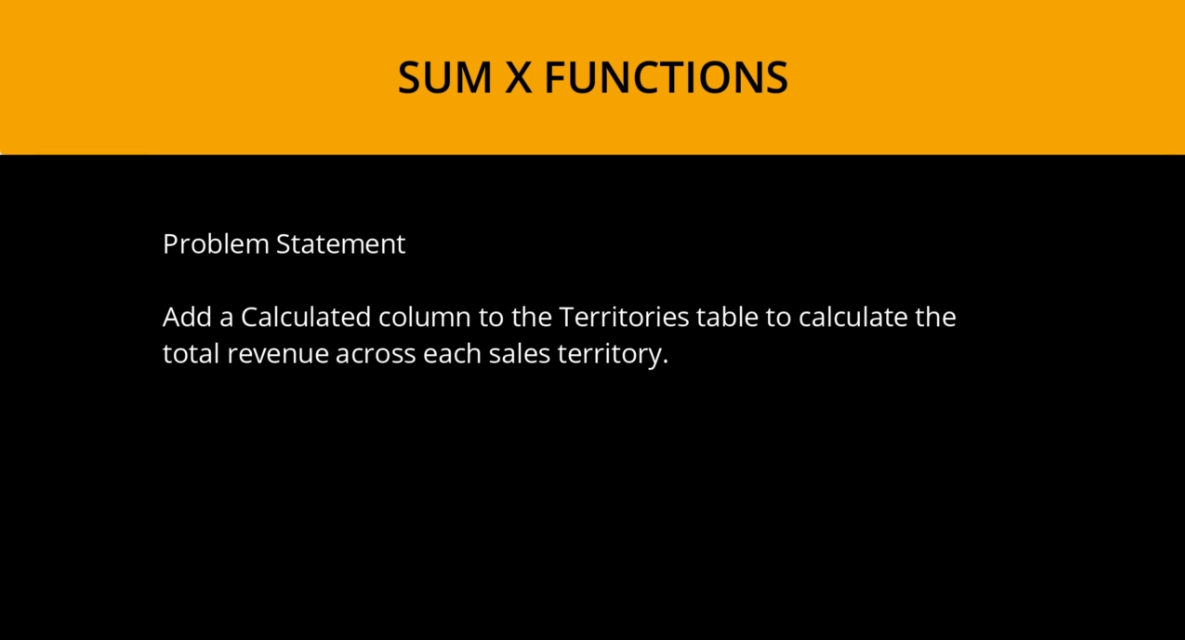 SUM X FUNCTIONS
Problem Statement
Add a Calculated column to the Territories table to calculate the
total revenue across each sales territory.